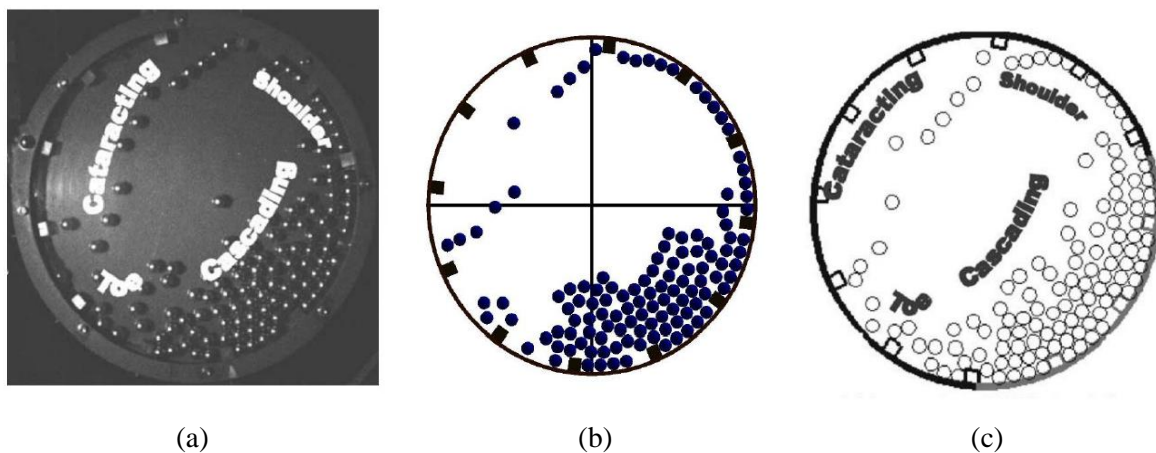 Cataracting
Shoulder
Cascading
Toe
Cataracting
Shoulder
Cascading
Toe
(a)
(b)
(c)